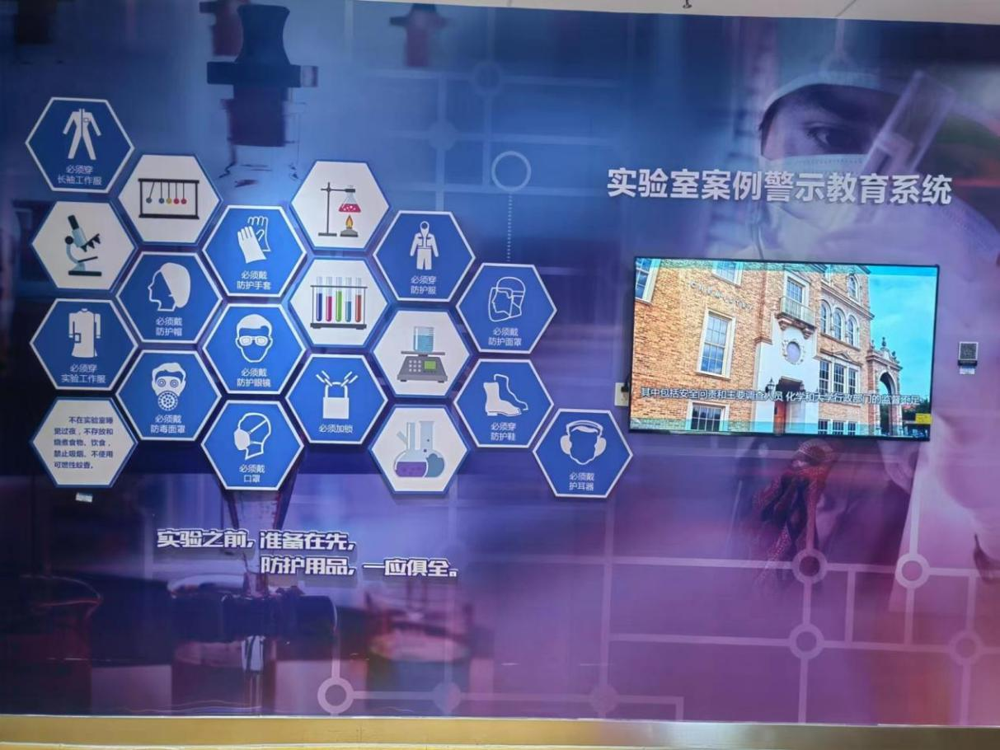 实验室案例警示教育系统
必须穿
长袖工作服
必须戴
防护手套
必须穿
防护服
必须戴
防护帽
必须戴
防护面罩
必须穿
实验工作服
必须戴
防护眼镜
必须戴
防毒面罩
必须加锁
必须穿
防护鞋
不在实验室睡
觉过夜，不存放和
烧煮食物、饮食，
禁止吸烟、不使用
可燃性蚊香。
必须戴
口罩
必须戴
护耳器
其中包括安全问责和主要调查人员 化学和大学行政部门的监督不足
实验之前，准备在先，
防护用品，一应俱全。